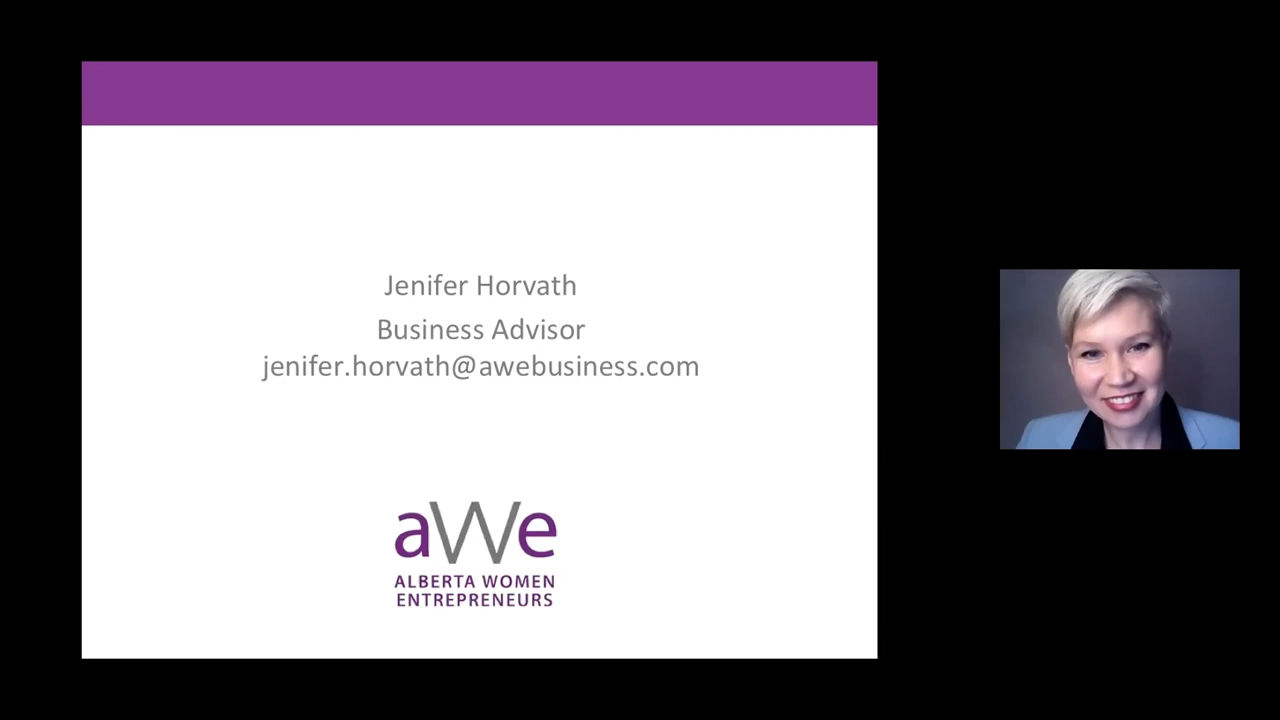 Jenifer Horvath
Business Advisor
jenifer.horvath@awebusiness.com
aWe
ALBERTA WOMEN
ENTREPRENEURS